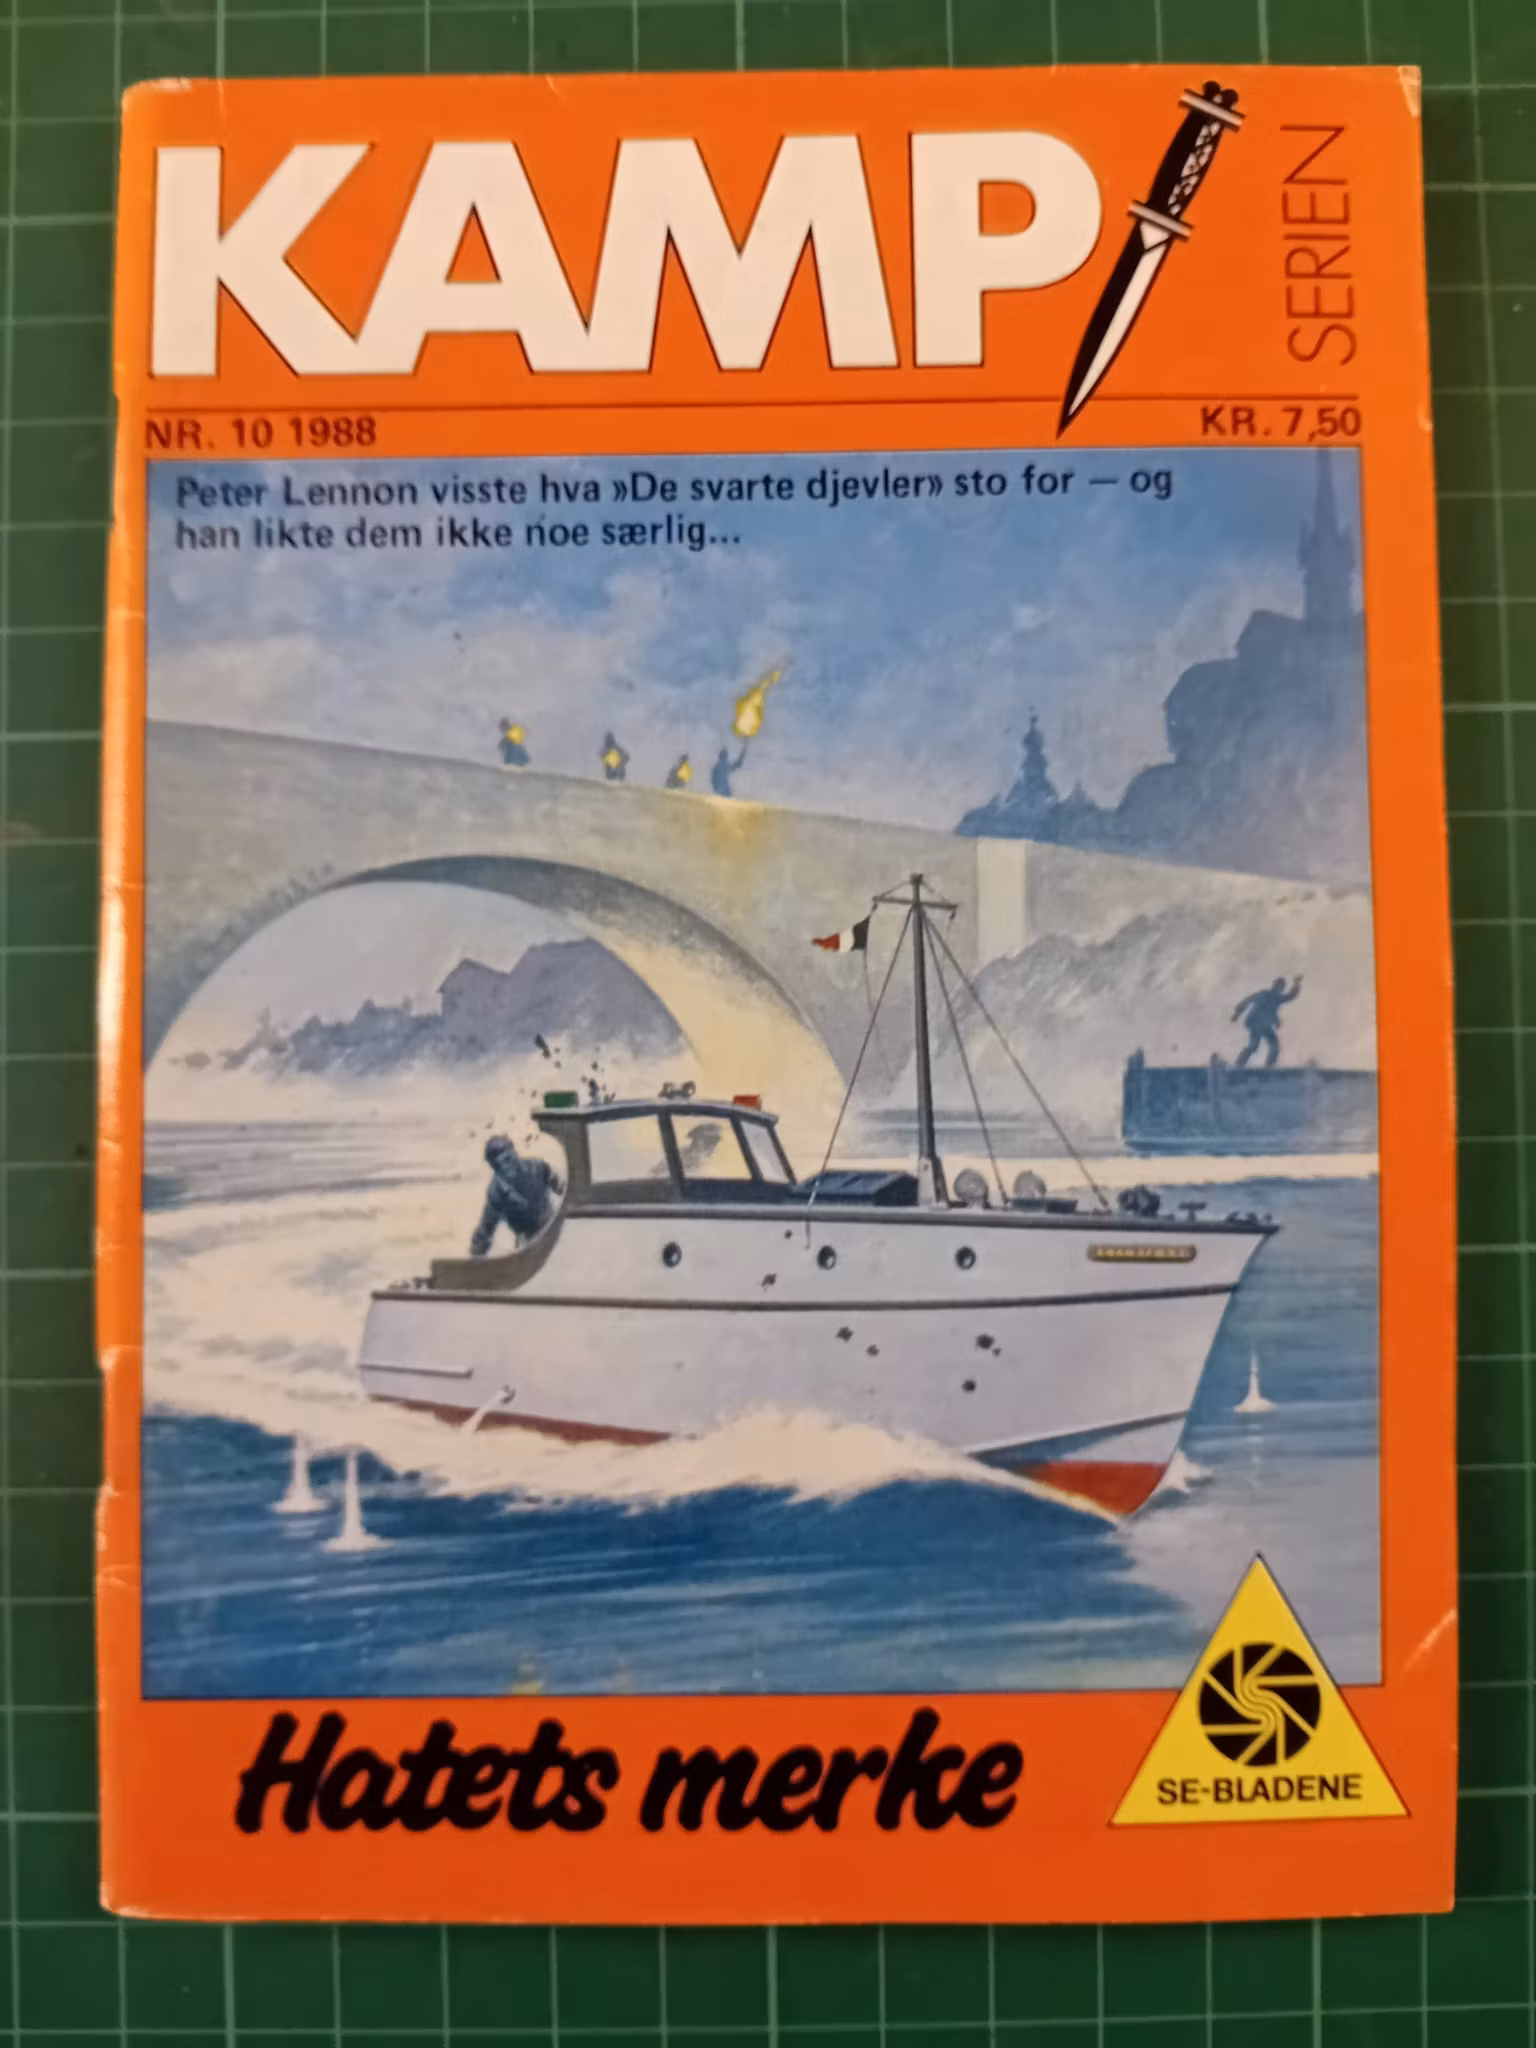 KAMP
SERIEN
NR. 10 1988
KR. 7,50
Peter Lennon visste hva »De svarte djevler» sto for — og
han likte dem ikke noe særlig...
Hatets merke
SE-BLADENE